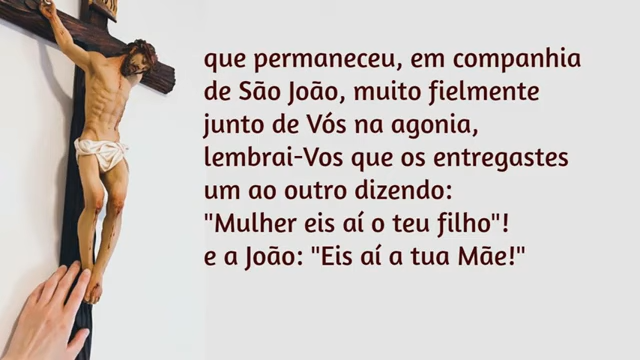 que permaneceu, em companhia
de São João, muito fielmente
junto de Vós na agonia,
lembrai-Vos que os entregastes
um ao outro dizendo:
"Mulher eis aí o teu filho"!
e a João: "Eis aí a tua Mãe!"